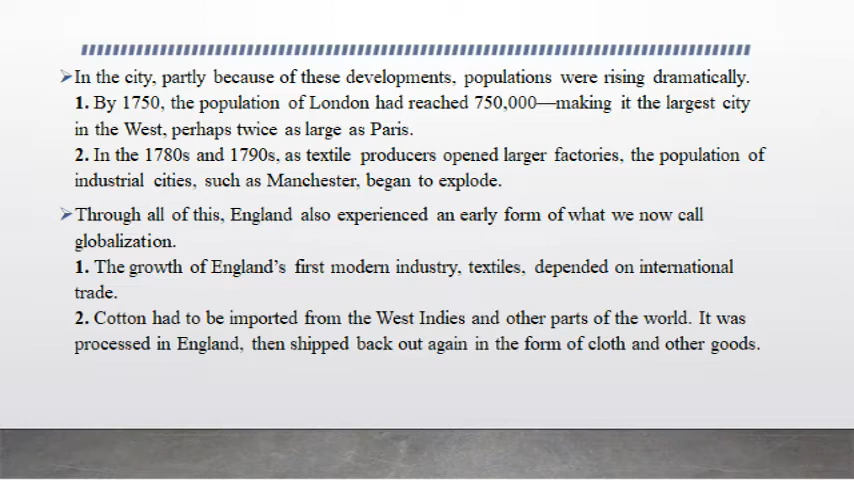 ➢In the city, partly because of these developments, populations were rising dramatically.
1. By 1750, the population of London had reached 750,000—making it the largest city
in the West, perhaps twice as large as Paris.
2. In the 1780s and 1790s, as textile producers opened larger factories, the population of
industrial cities, such as Manchester, began to explode.
➢Through all of this, England also experienced an early form of what we now call
globalization.
1. The growth of England's first modern industry, textiles, depended on international
trade.
2. Cotton had to be imported from the West Indies and other parts of the world. It was
processed in England, then shipped back out again in the form of cloth and other goods.